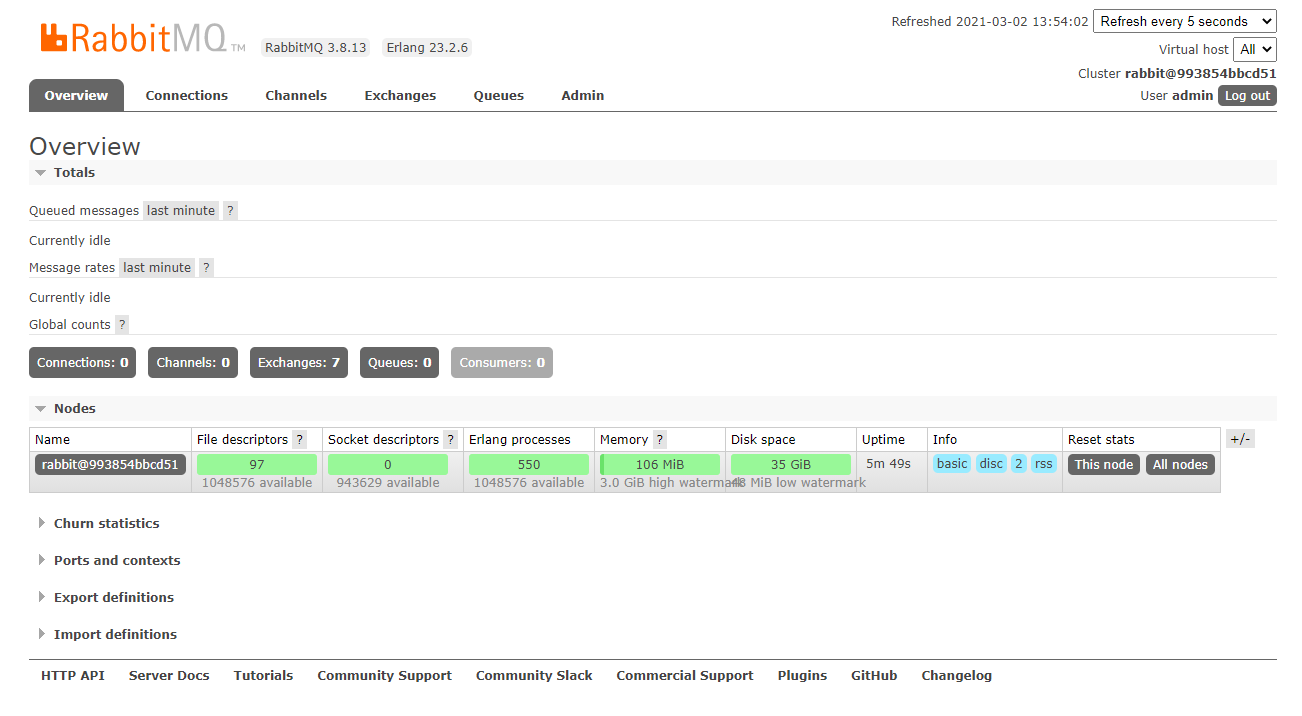 RabbitMQ TM RabbitMQ 3.8.13 Erlang 23.2.6
Refreshed 2021-03-02 13:54:02 Refresh every 5 seconds
Virtual host All
Cluster rabbit@993854bbcd51
User admin Log out
Overview Connections Channels Exchanges Queues Admin
Overview
Totals
Queued messages last minute ?
Currently idle
Message rates last minute ?
Currently idle
Global counts ?
Connections: 0 Channels: 0 Exchanges: 7 Queues: 0 Consumers: 0
Nodes
Name File descriptors ? Socket descriptors ? Erlang processes Memory ? Disk space Uptime Info Reset stats +/-
rabbit@993854bbcd51 97 0 550 106 MiB 35 GiB 5m 49s basic disc 2 rss This node All nodes
1048576 available 943629 available 1048576 available 3.0 GiB high watermark 48 MiB low watermark
Churn statistics
Ports and contexts
Export definitions
Import definitions
HTTP API Server Docs Tutorials Community Support Community Slack Commercial Support Plugins GitHub Changelog